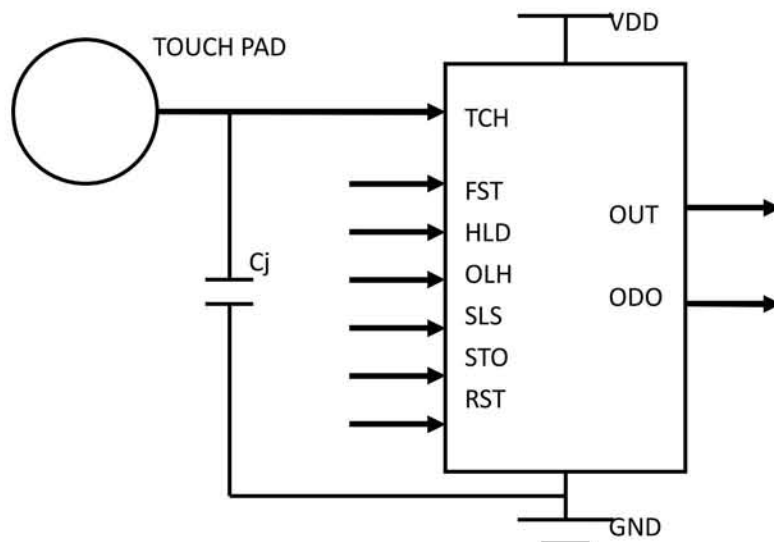 VDD
TOUCH PAD
TCH
FST
HLD
OLH
SLS
STO
RST
OUT
ODO
Cj
GND